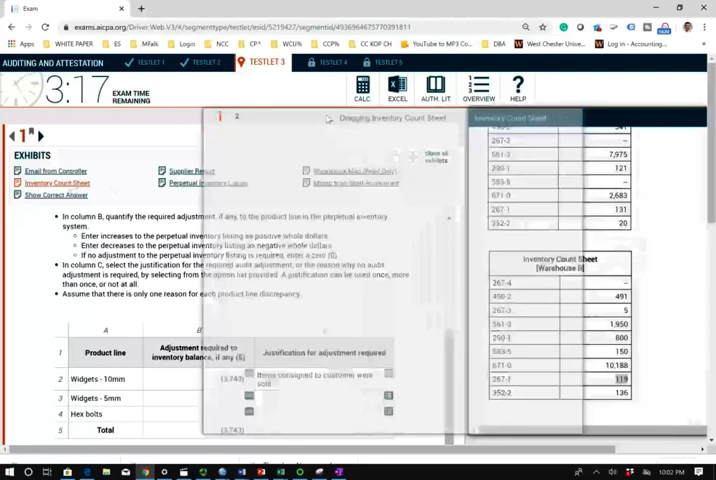 Exam
exams.aicpa.org/Driver.Web.V3/#/segmenttype/testlet/esid/5219427/segmentid/4936964675770391811
Apps WHITE PAPER ES MFalk Login NCC CP^ WCU% CCP% CC KOP CH YouTube to MP3 Co... DBA West Chester Unive... Log in - Accounting...
AUDITING AND ATTESTATION TESTLET 1 TESTLET 2 TESTLET 3 TESTLET 4 TESTLET 5
3:17 EXAM TIME REMAINING
CALC EXCEL AUTH. LIT. OVERVIEW HELP
1 2 Dragging Inventory Count Sheet Inventory Count Sheet
1
EXHIBITS
close all exhibits
Email from Controller Supplier Report Warehouse Map (Read Only)
Inventory Count Sheet Perpetual Inventory Listing
Show Correct Answer
In column B, quantify the required adjustment, if any, to the product line in the perpetual inventory
system.
Enter increases to the perpetual inventory listing as positive whole dollars.
Enter decreases to the perpetual inventory listing as negative whole dollars.
If no adjustment to the perpetual inventory listing is required, enter a zero (0).
In column C, select the justification for the required audit adjustment, or the reason why no audit
adjustment is required, by selecting from the option list provided. A justification can be used once, more
than once, or not at all.
Assume that there is only one reason for each product line discrepancy.
A B
1 Product line Adjustment required to inventory balance, if any ($) Justification for adjustment required
2 Widgets - 10mm (3,743) Items consigned to customer were sold
3 Widgets - 5mm
4 Hex bolts
5 Total (3,743)
267-3 --
561-3 7,975
290-1 121
583-5 --
671-0 2,683
267-1 131
352-2 20
Inventory Count Sheet
[Warehouse B]
267-4 --
490-2 491
267-3 5
561-3 1,950
290-1 800
583-5 150
671-0 10,188
267-1 119
352-2 136
10:02 PM